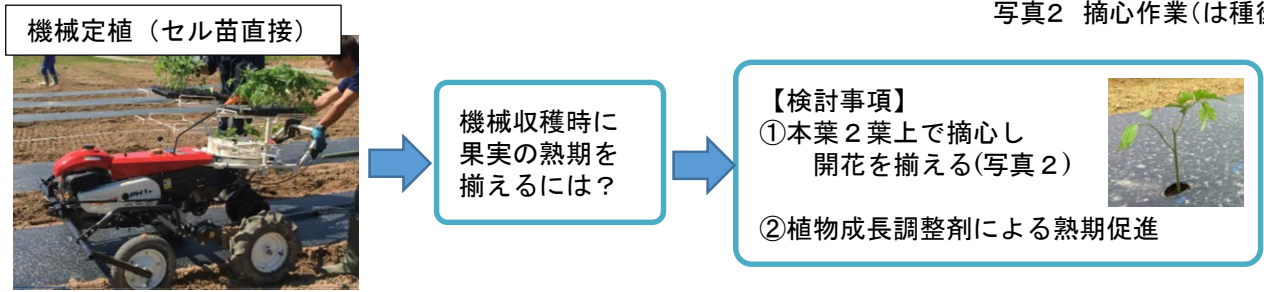 写真2 摘心作業(は種
機械定植(セル苗直接)
機械収穫時に
果実の熟期を
揃えるには?
【検討事項】
①本葉2葉上で摘心し
開花を揃える(写真2)
②植物成長調整剤による熟期促進